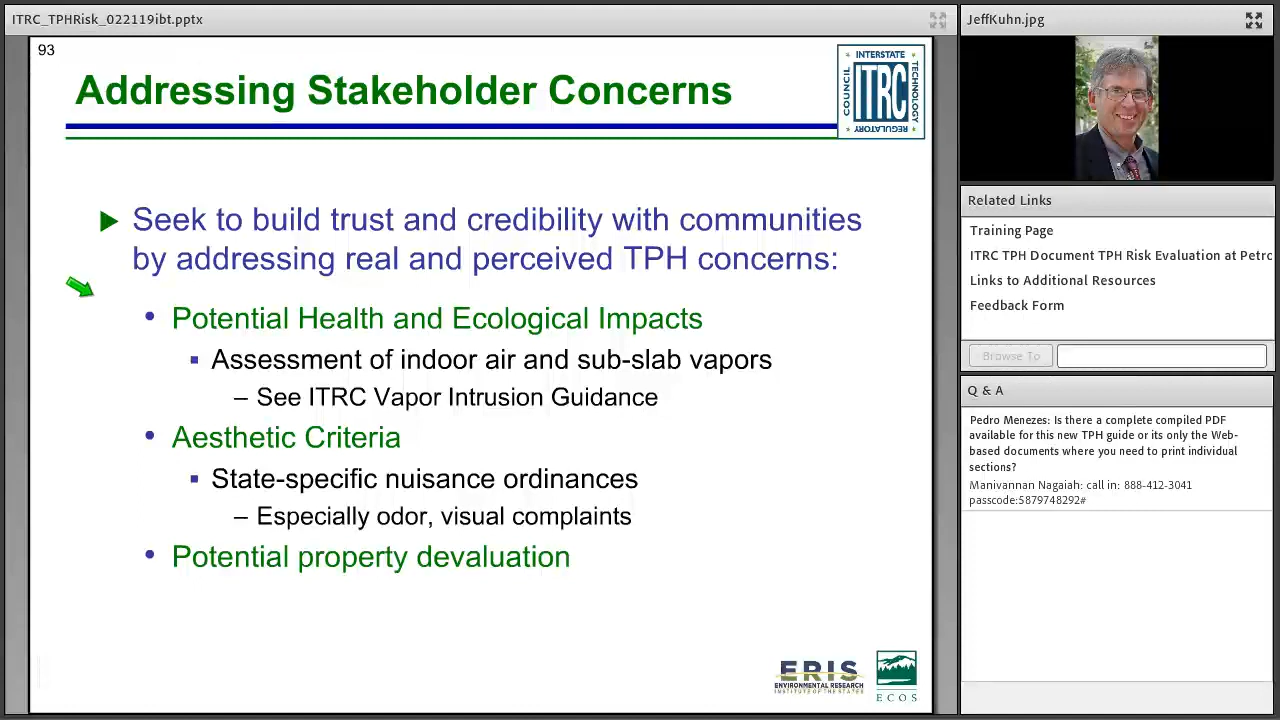 ITRC_TPHRisk_022119ibt.pptx
93
Addressing Stakeholder Concerns
INTERSTATE
COUNCIL
ITRC
TECHNOLOGY
REGULATORY
Seek to build trust and credibility with communities
by addressing real and perceived TPH concerns:
• Potential Health and Ecological Impacts
▪ Assessment of indoor air and sub-slab vapors
– See ITRC Vapor Intrusion Guidance
• Aesthetic Criteria
▪ State-specific nuisance ordinances
– Especially odor, visual complaints
• Potential property devaluation
ERIS
ENVIRONMENTAL RESEARCH
INSTITUTE OF THE STATES
ECOS
JeffKuhn.jpg
Related Links
Training Page
ITRC TPH Document TPH Risk Evaluation at Petrc
Links to Additional Resources
Feedback Form
Browse To
Q & A
Pedro Menezes: Is there a complete compiled PDF
available for this new TPH guide or its only the Web-
based documents where you need to print individual
sections?
Manivannan Nagaiah: call in: 888-412-3041
passcode:5879748292#